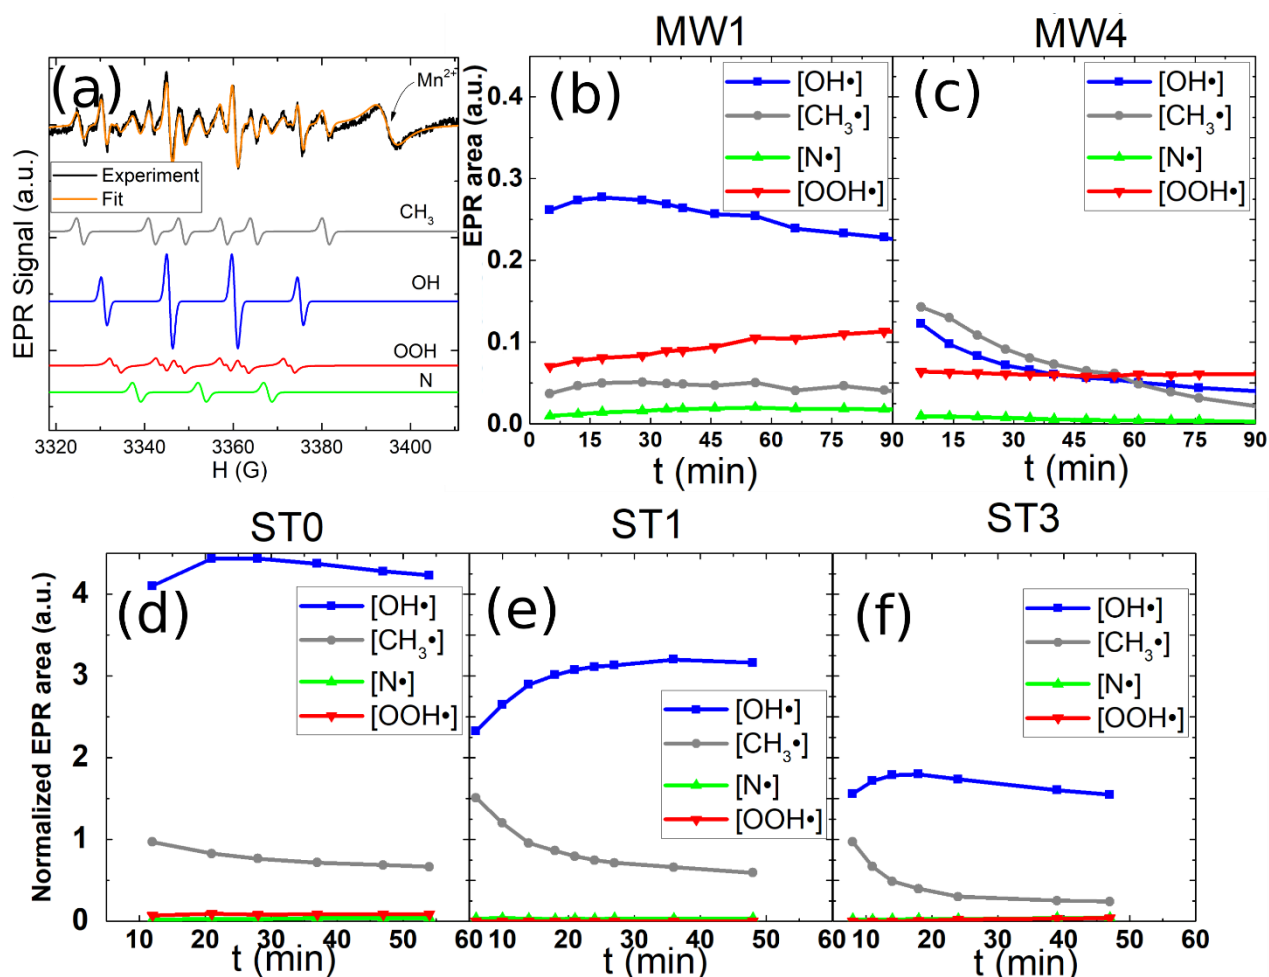 MW1
MW4
(a)
Mn2+
Experiment
Fit
CH3
OH
OOH
N
EPR Signal (a.u.)
3320 3340 3360 3380 3400
H (G)
(b)
[OH•]
[CH3•]
[N•]
[OOH•]
EPR area (a.u.)
0.4
0.3
0.2
0.1
0.0
0 15 30 45 60 75 90
t (min)
(c)
[OH•]
[CH3•]
[N•]
[OOH•]
15 30 45 60 75 90
t (min)
ST0
ST1
ST3
Normalized EPR area (a.u.)
4
3
2
1
0
(d)
[OH•]
[CH3•]
[N•]
[OOH•]
10 20 30 40 50 60
t (min)
(e)
[OH•]
[CH3•]
[N•]
[OOH•]
10 20 30 40 50 60
t (min)
(f)
[OH•]
[CH3•]
[N•]
[OOH•]
10 20 30 40 50 60
t (min)